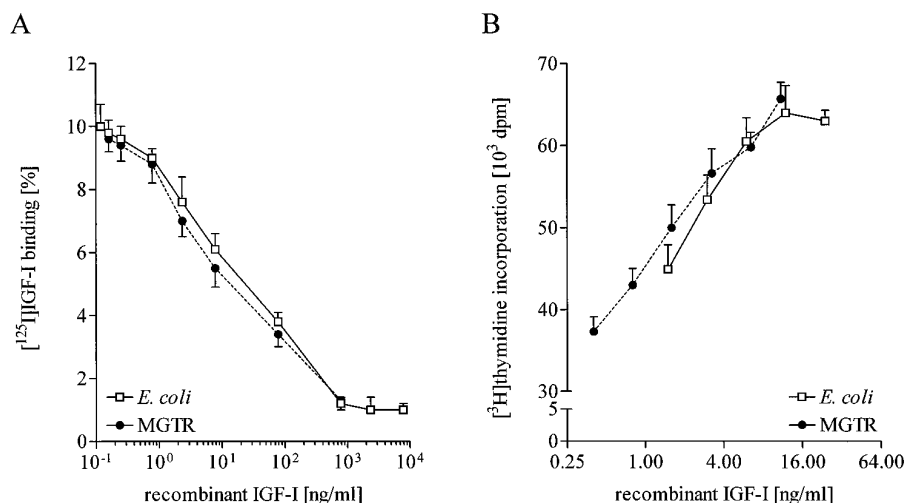 A
12
10
8
6
4
2
0
[¹²⁵I]IGF-I binding [%]
E. coli
MGTR
10⁻¹ 10⁰ 10¹ 10² 10³ 10⁴
recombinant IGF-I [ng/ml]
B
70
60
50
40
30
5
0
[³H]thymidine incorporation [10³ dpm]
E. coli
MGTR
0.25 1.00 4.00 16.00 64.00
recombinant IGF-I [ng/ml]